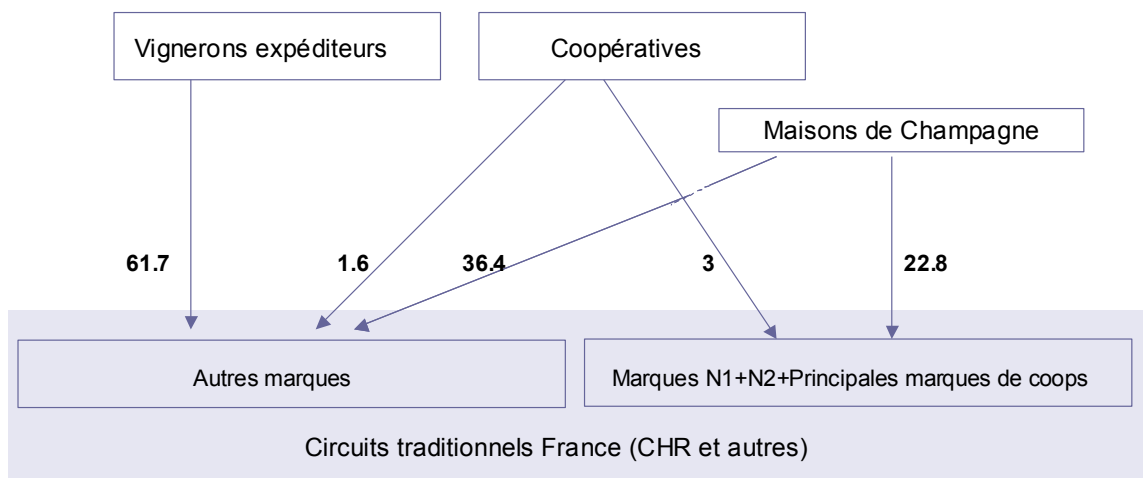 Vignerons expéditeurs
Coopératives
Maisons de Champagne
61.7
1.6
36.4
3
22.8
Autres marques
Marques N1+N2+Principales marques de coops
Circuits traditionnels France (CHR et autres)